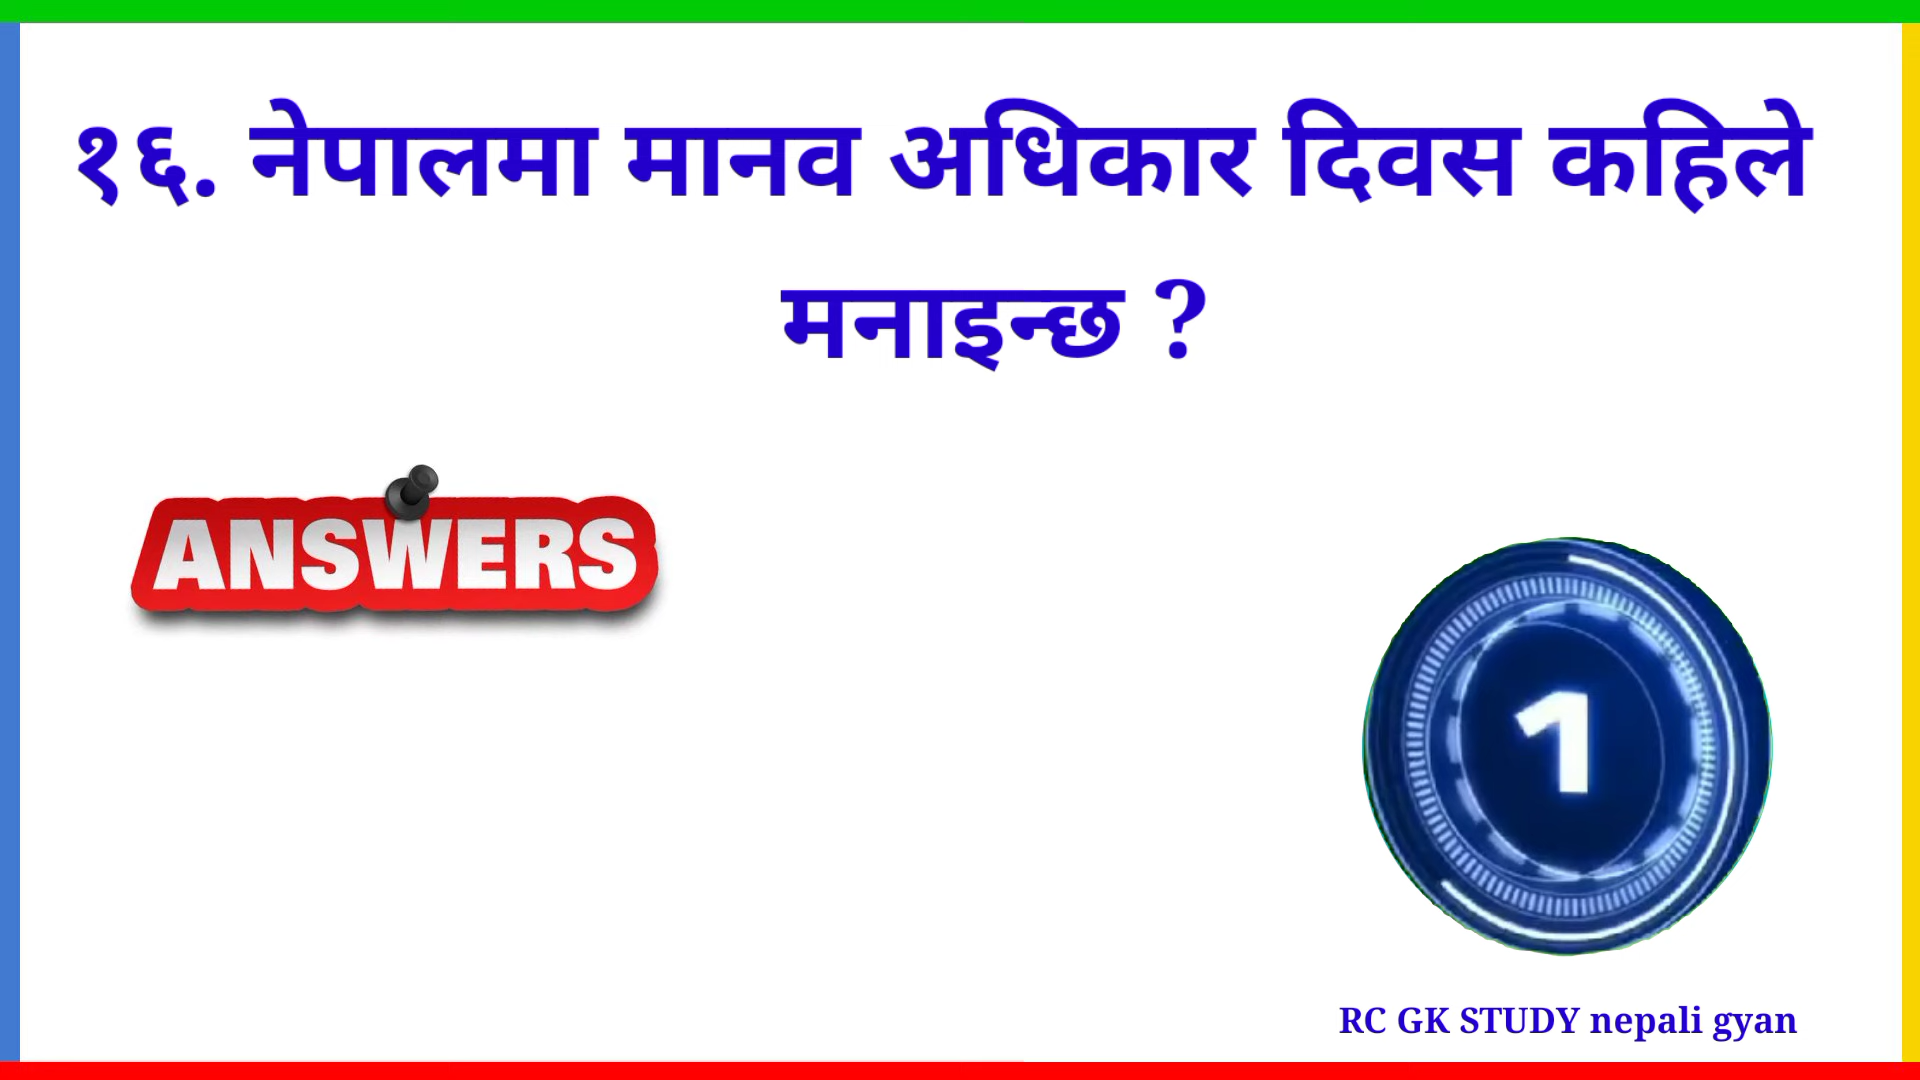 १६. नेपालमा मानव अधिकार दिवस कहिले
मनाइन्छ ?
ANSWERS
1
RC GK STUDY nepali gyan